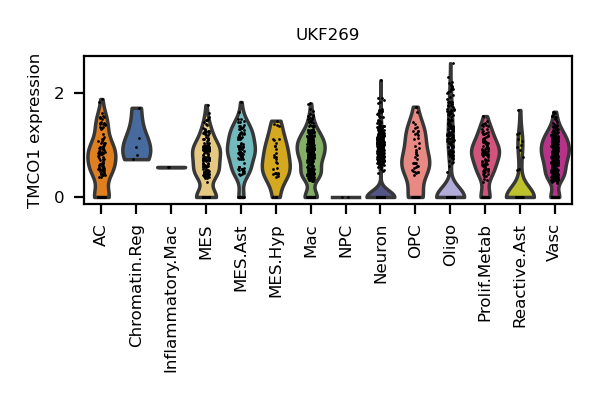 UKF269
TMCO1 expression
2
0
AC
Chromatin.Reg
Inflammatory.Mac
MES
MES.Ast
MES.Hyp
Mac
NPC
Neuron
OPC
Oligo
Prolif.Metab
Reactive.Ast
Vasc